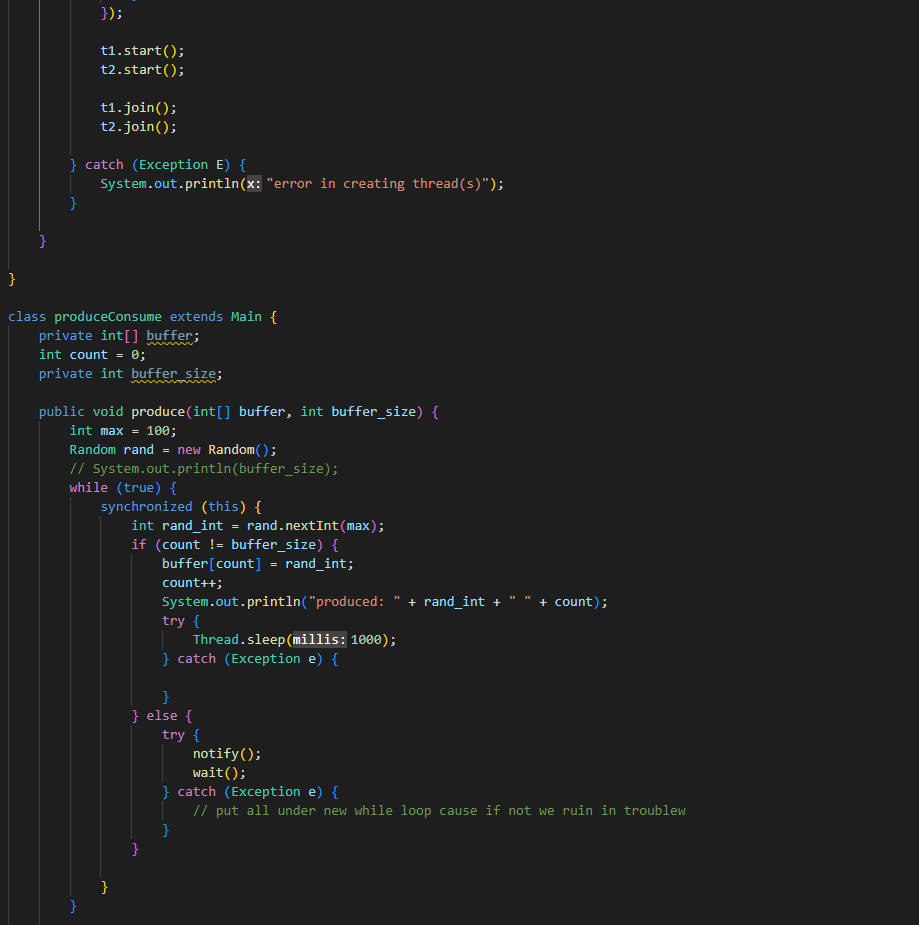 });
t1.start();
t2.start();
t1.join();
t2.join();
} catch (Exception E) {
System.out.println(x: "error in creating thread(s)");
}
}
}
class produceConsume extends Main {
private int[] buffer;
int count = 0;
private int buffer_size;
public void produce(int[] buffer, int buffer_size) {
int max = 100;
Random rand = new Random();
// System.out.println(buffer_size);
while (true) {
synchronized (this) {
int rand_int = rand.nextInt(max);
if (count != buffer_size) {
buffer[count] = rand_int;
count++;
System.out.println("produced: " + rand_int + " " + count);
try {
Thread.sleep(millis: 1000);
} catch (Exception e) {
}
} else {
try {
notify();
wait();
} catch (Exception e) {
// put all under new while loop cause if not we ruin in troublew
}
}
}
}